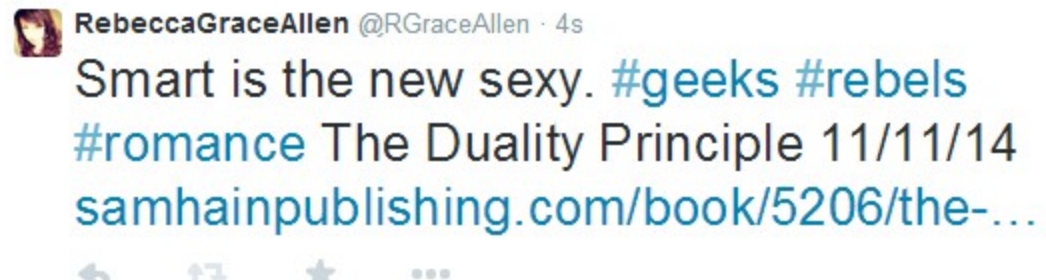 RebeccaGraceAllen @RGraceAllen · 4s
Smart is the new sexy. #geeks #rebels
#romance The Duality Principle 11/11/14
samhainpublishing.com/book/5206/the-...